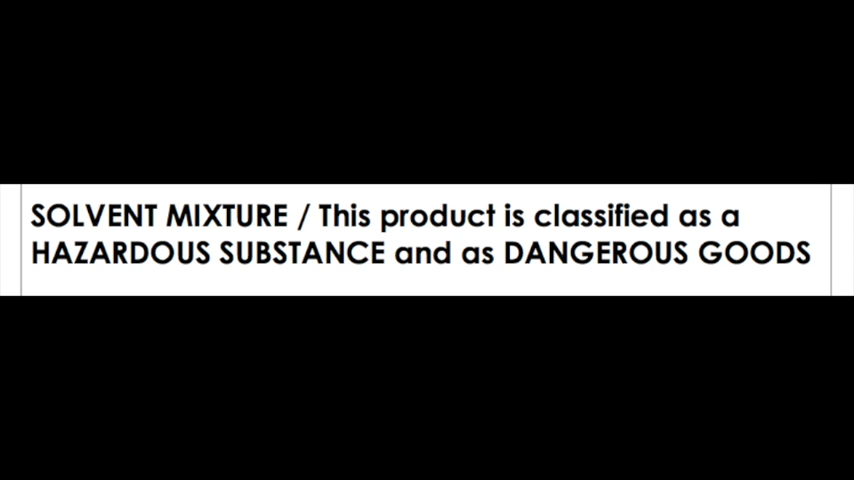 SOLVENT MIXTURE / This product is classified as a
HAZARDOUS SUBSTANCE and as DANGEROUS GOODS